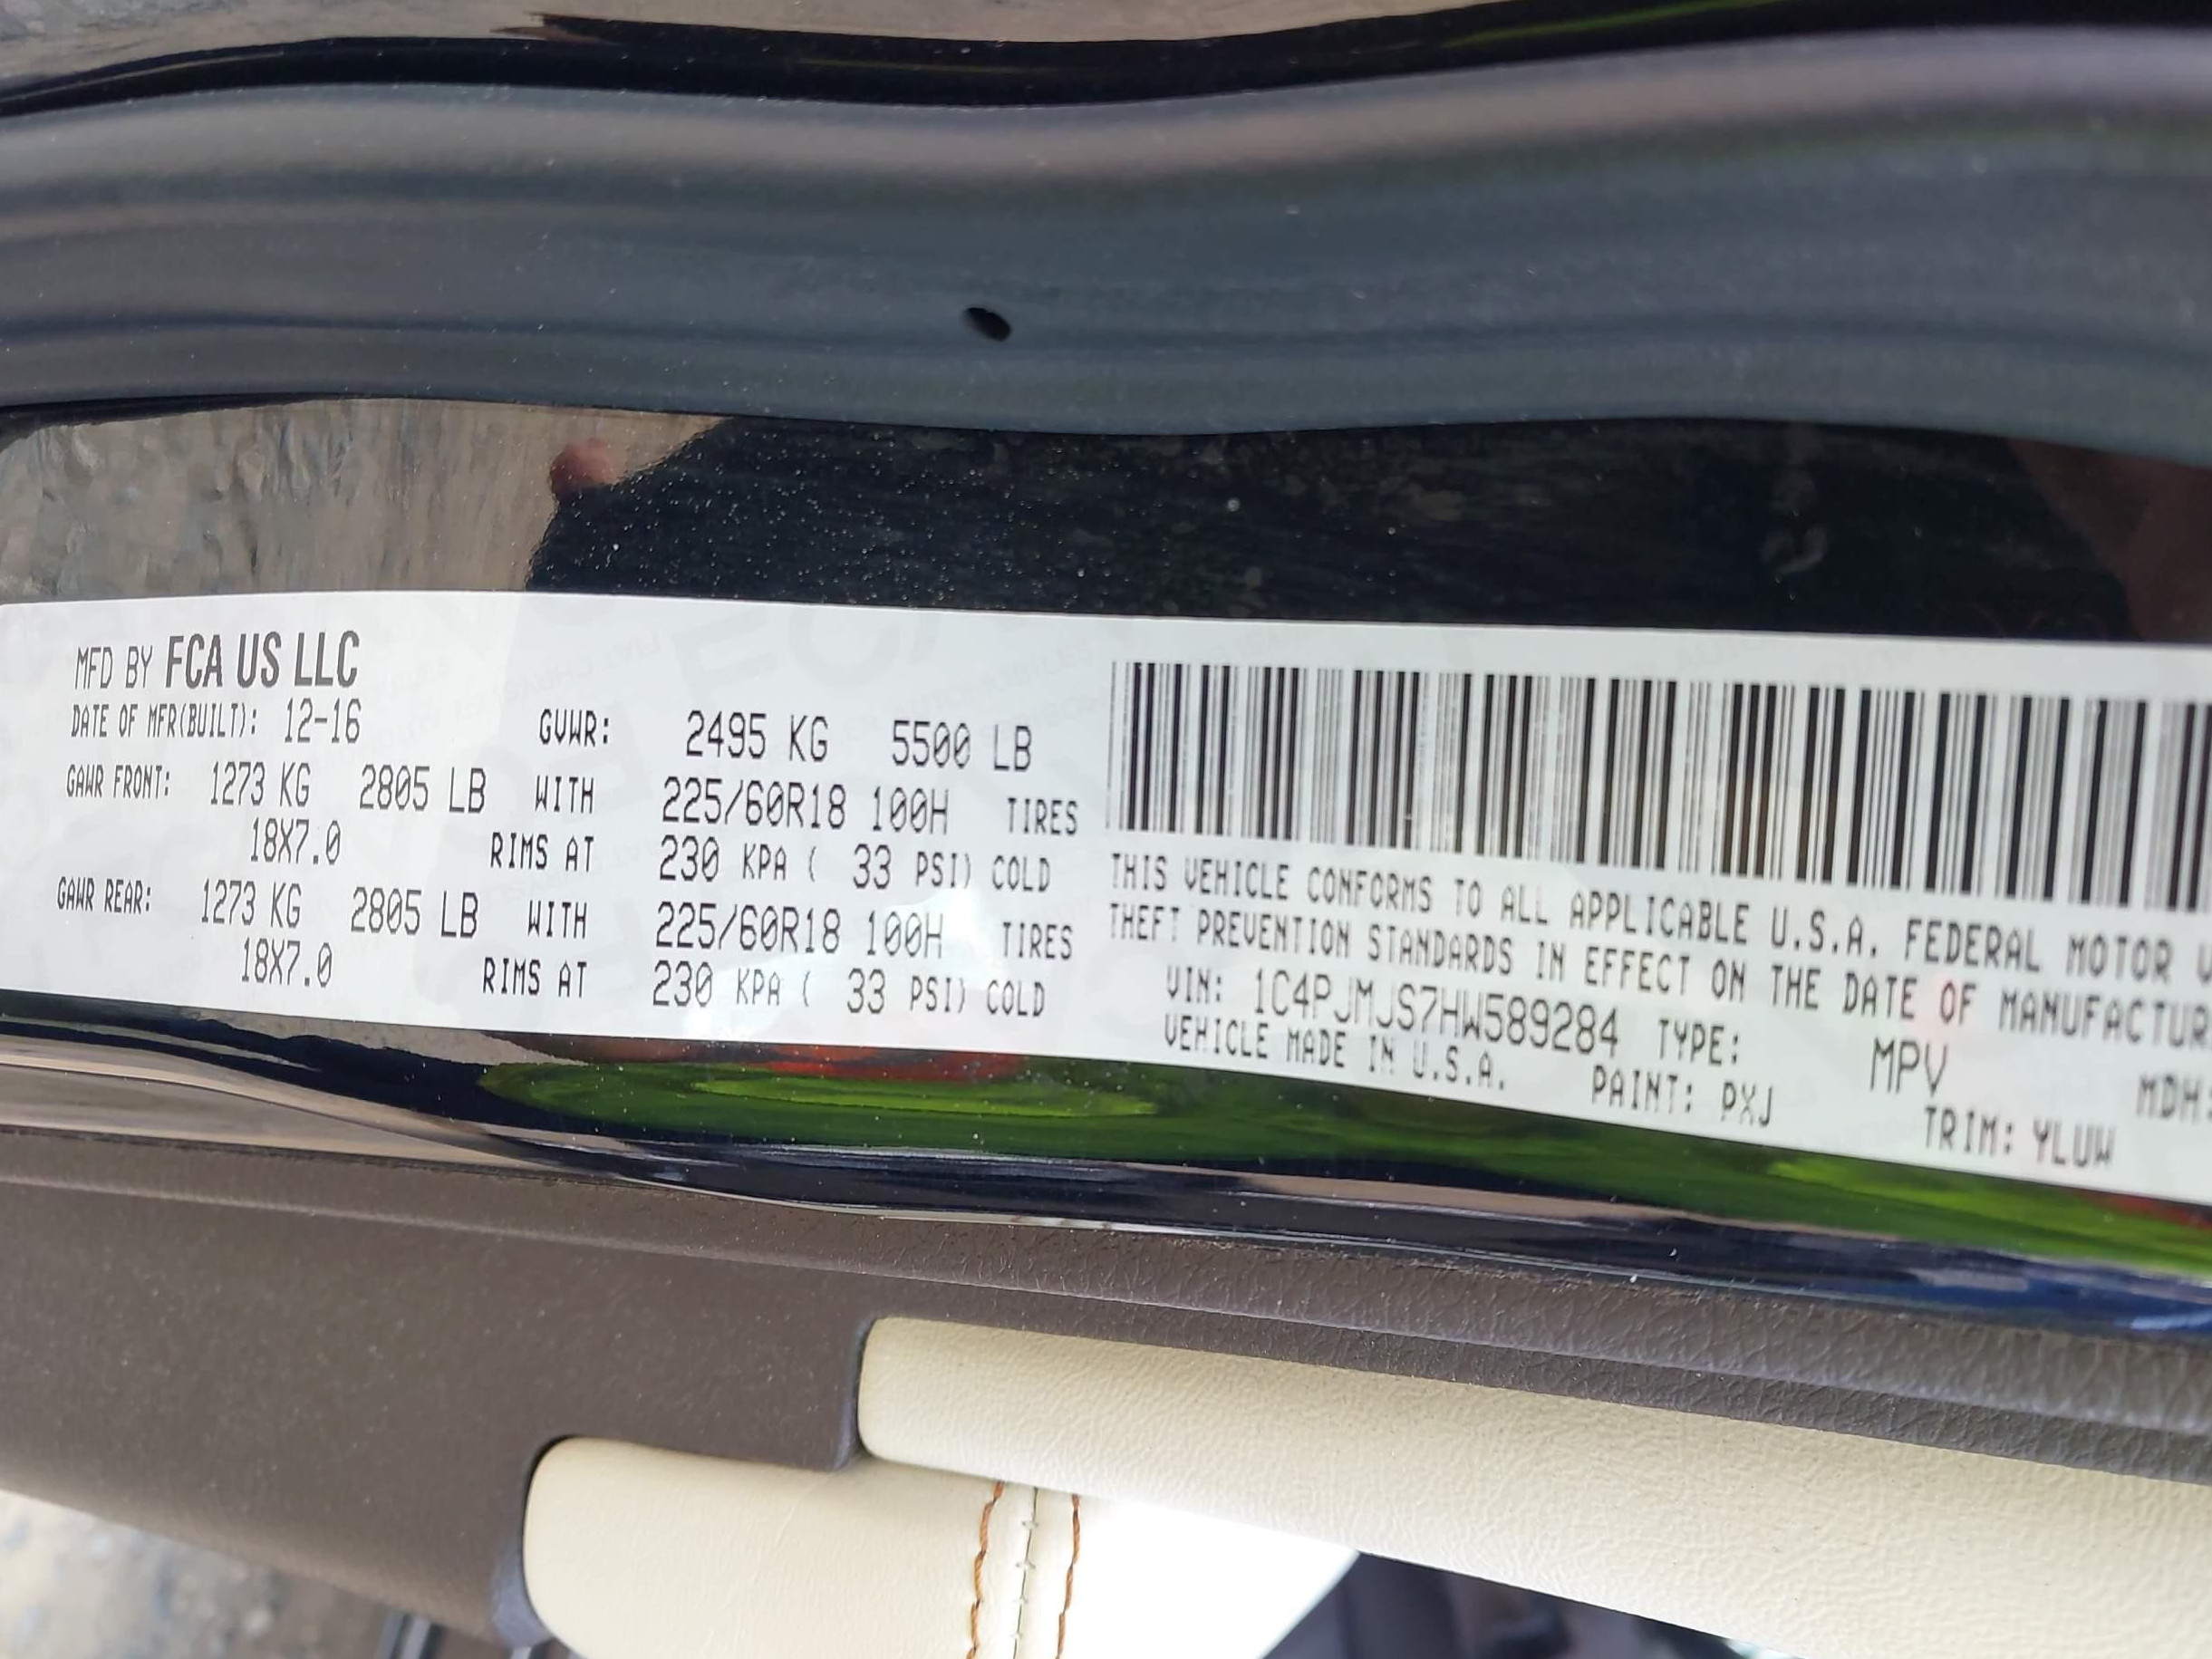 MFD BY FCA US LLC
DATE OF MFR(BUILT): 12-16 GVWR: 2495 KG 5500 LB
GAWR FRONT: 1273 KG 2805 LB WITH 225/60R18 100H TIRES
18X7.0 RIMS AT 230 KPA ( 33 PSI) COLD
GAWR REAR: 1273 KG 2805 LB WITH 225/60R18 100H TIRES
18X7.0 RIMS AT 230 KPA ( 33 PSI) COLD
THIS VEHICLE CONFORMS TO ALL APPLICABLE U.S.A. FEDERAL MOTOR
THEFT PREVENTION STANDARDS IN EFFECT ON THE DATE OF MANUFACTUR
VIN: 1C4PJMJS7HW589284 TYPE: MPV MDH:
VEHICLE MADE IN U.S.A. PAINT: PXJ TRIM: YLUW